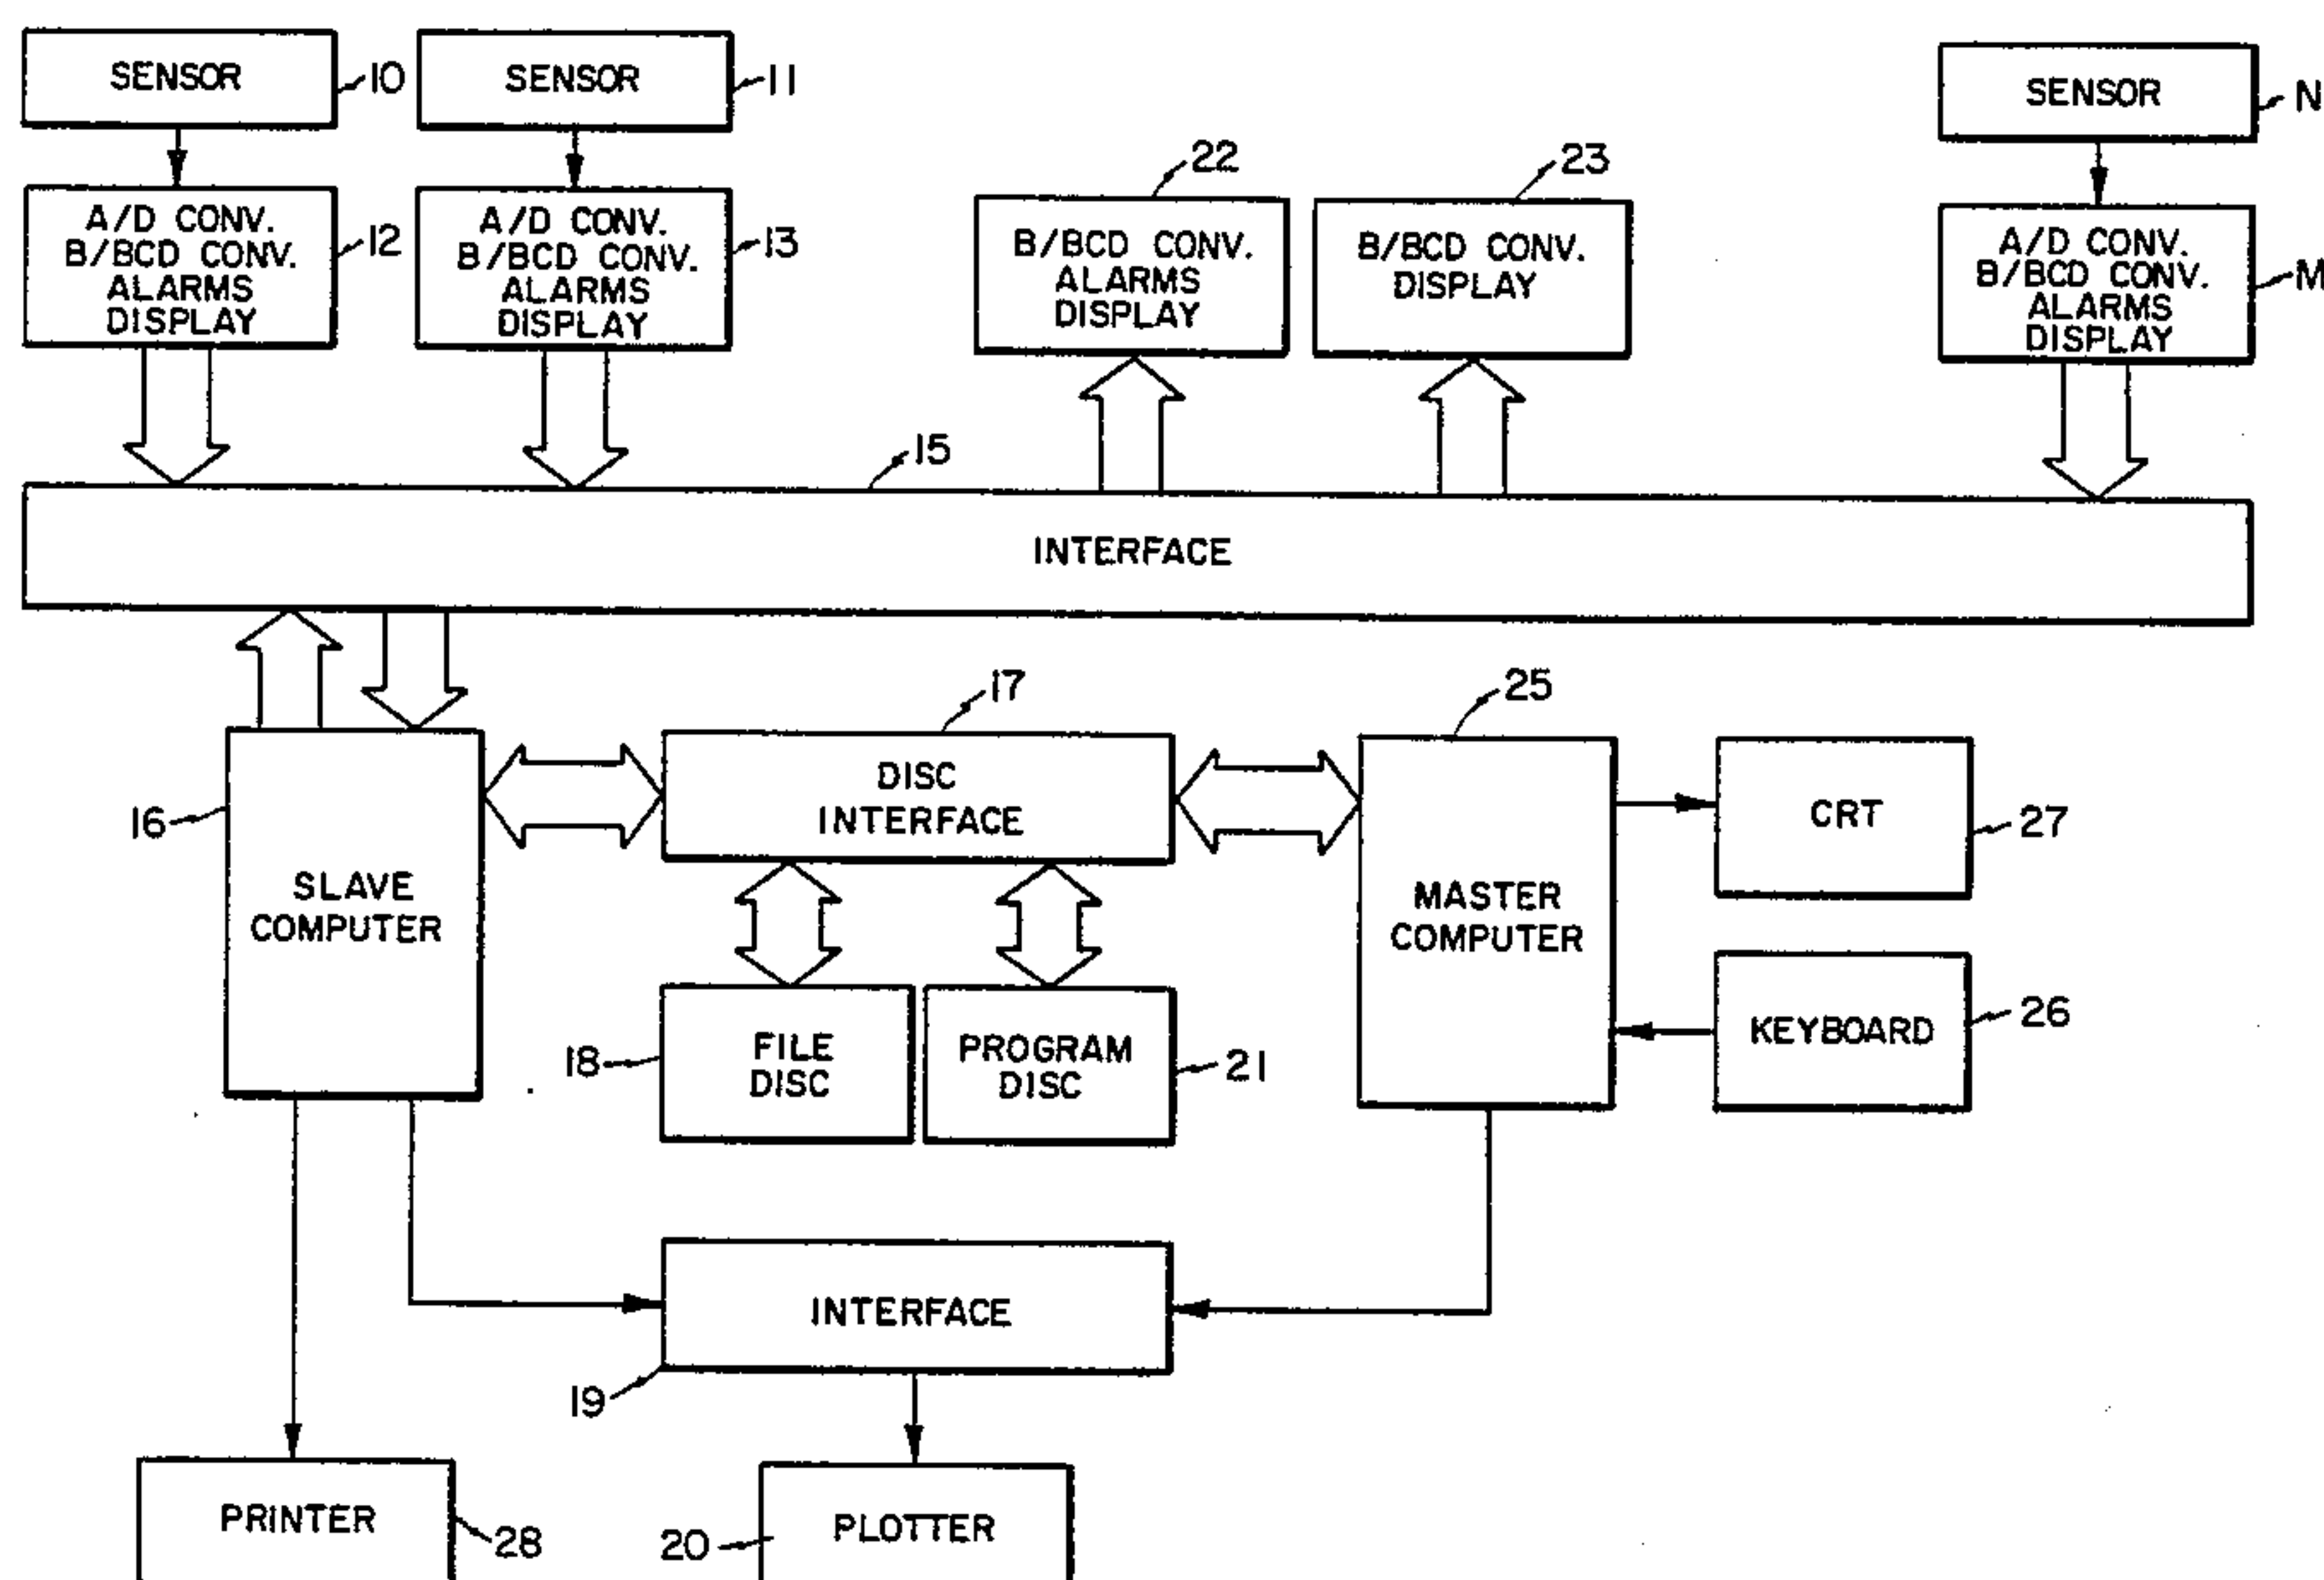 SENSOR
10
SENSOR
11
SENSOR
N
A/D CONV.
B/BCD CONV.
ALARMS
DISPLAY
12
A/D CONV.
B/BCD CONV.
ALARMS
DISPLAY
13
22
B/BCD CONV.
ALARMS
DISPLAY
23
B/BCD CONV.
DISPLAY
A/D CONV.
B/BCD CONV.
ALARMS
DISPLAY
M
15
INTERFACE
16
SLAVE
COMPUTER
17
DISC
INTERFACE
25
MASTER
COMPUTER
CRT
27
KEYBOARD
26
18
FILE
DISC
PROGRAM
DISC
21
INTERFACE
19
PRINTER
28
20
PLOTTER